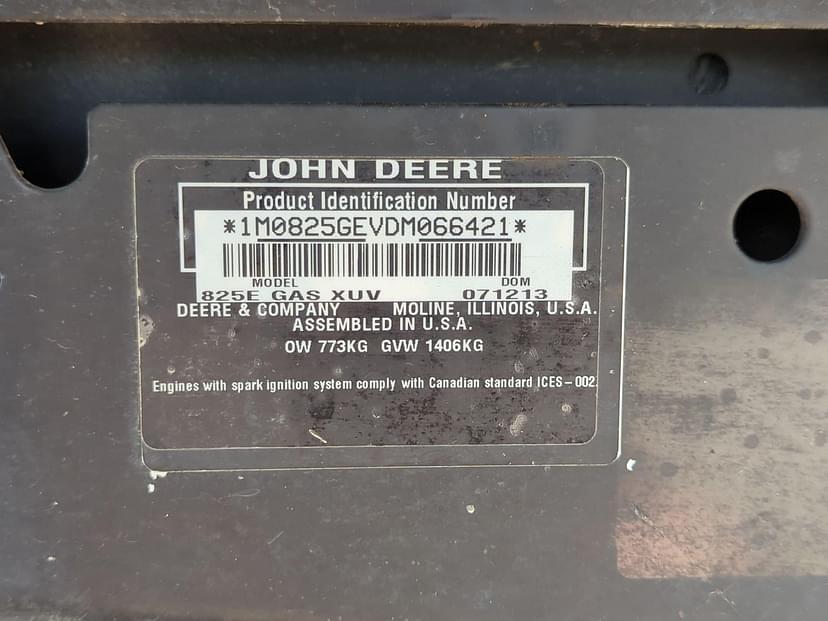 JOHN DEERE
Product Identification Number
*1M0825GEVDM066421*
MODEL DOM
825E GAS XUV 071213
DEERE & COMPANY MOLINE, ILLINOIS, U.S.A.
ASSEMBLED IN U.S.A.
OW 773KG GVW 1406KG
Engines with spark ignition system comply with Canadian standard ICES-002.